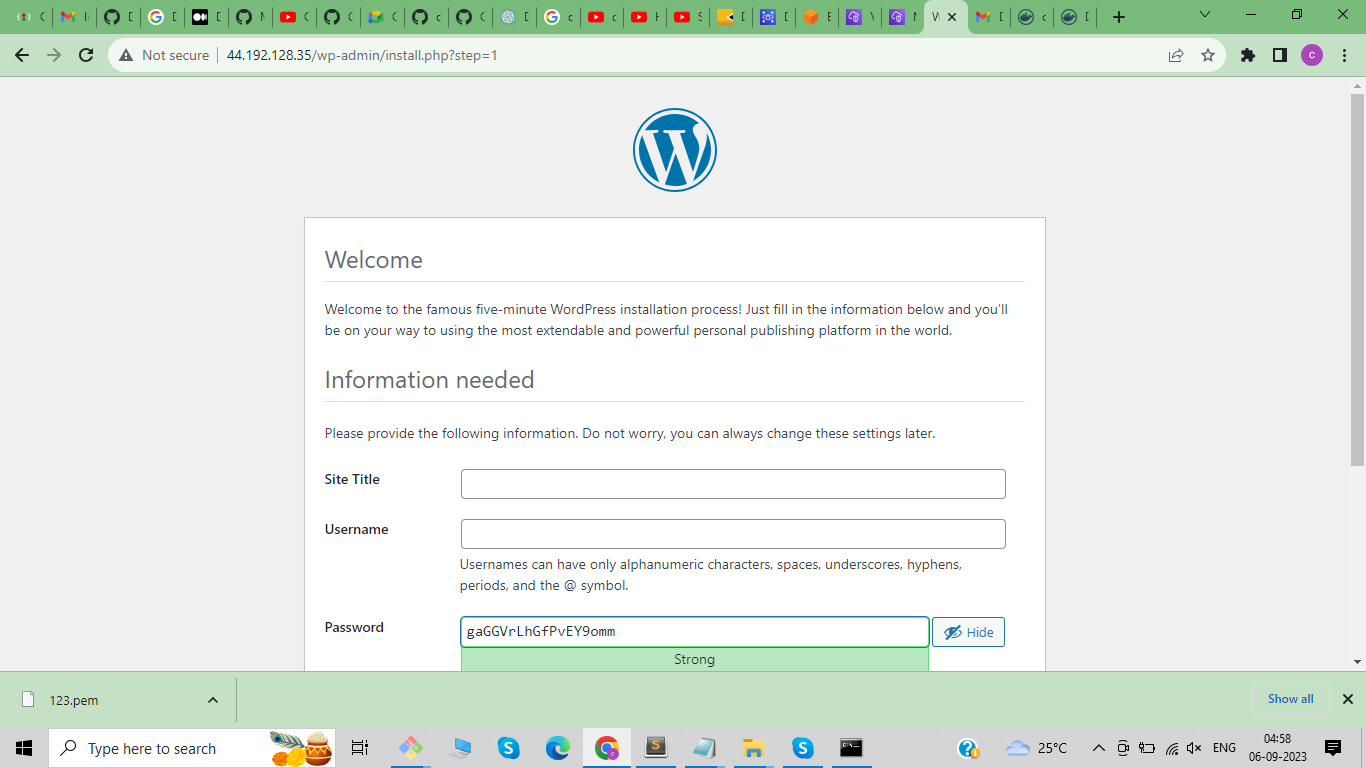 Not secure
44.192.128.35/wp-admin/install.php?step=1
Welcome
Welcome to the famous five-minute WordPress installation process! Just fill in the information below and you'll
be on your way to using the most extendable and powerful personal publishing platform in the world.
Information needed
Please provide the following information. Do not worry, you can always change these settings later.
Site Title
Username
Usernames can have only alphanumeric characters, spaces, underscores, hyphens,
periods, and the @ symbol.
Password
gaGGVrLhGfPvEY9omm
Hide
Strong
123.pem
Show all
Type here to search
25°C
ENG
04:58
06-09-2023